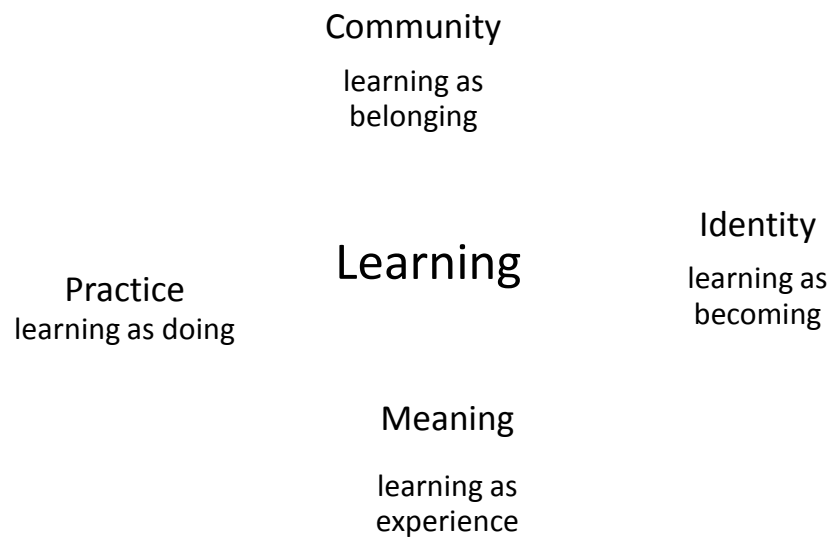 Community
learning as
belonging
Identity
learning as
becoming
Learning
Practice
learning as doing
Meaning
learning as
experience